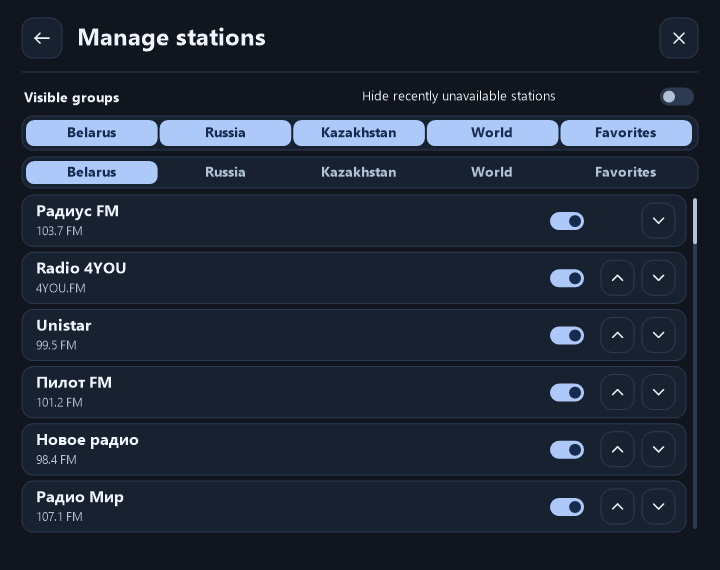 Manage stations
Visible groups
Hide recently unavailable stations
Belarus Russia Kazakhstan World Favorites
Belarus Russia Kazakhstan World Favorites
Радиус FM
103.7 FM
Radio 4YOU
4YOU.FM
Unistar
99.5 FM
Пилот FM
101.2 FM
Новое радио
98.4 FM
Радио Мир
107.1 FM